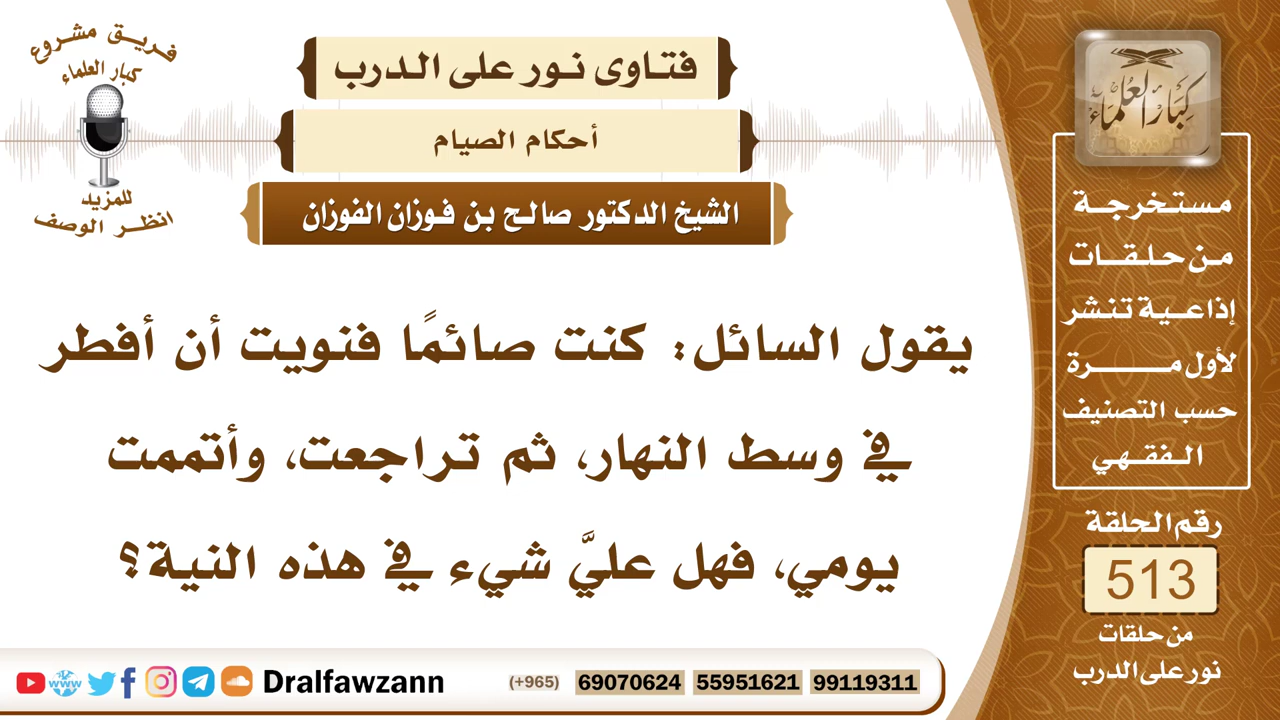 فريق مشروع
كبار العلماء
للمزيد
انظر الوصف
فتاوى نور على الدرب
أحكام الصيام
الشيخ الدكتور صالح بن فوزان الفوزان
يقول السائل: كنت صائمًا فنويت أن أفطر
في وسط النهار، ثم تراجعت، وأتممت
يومي، فهل عليَّ شيء في هذه النية؟
كبار العلماء
مستخرجة
من حلقات
إذاعية تنشر
لأول مرة
حسب التصنيف
الفقهي
رقم الحلقة
513
من حلقات
نور على الدرب
www Dralfawzann (+965) 69070624 55951621 99119311